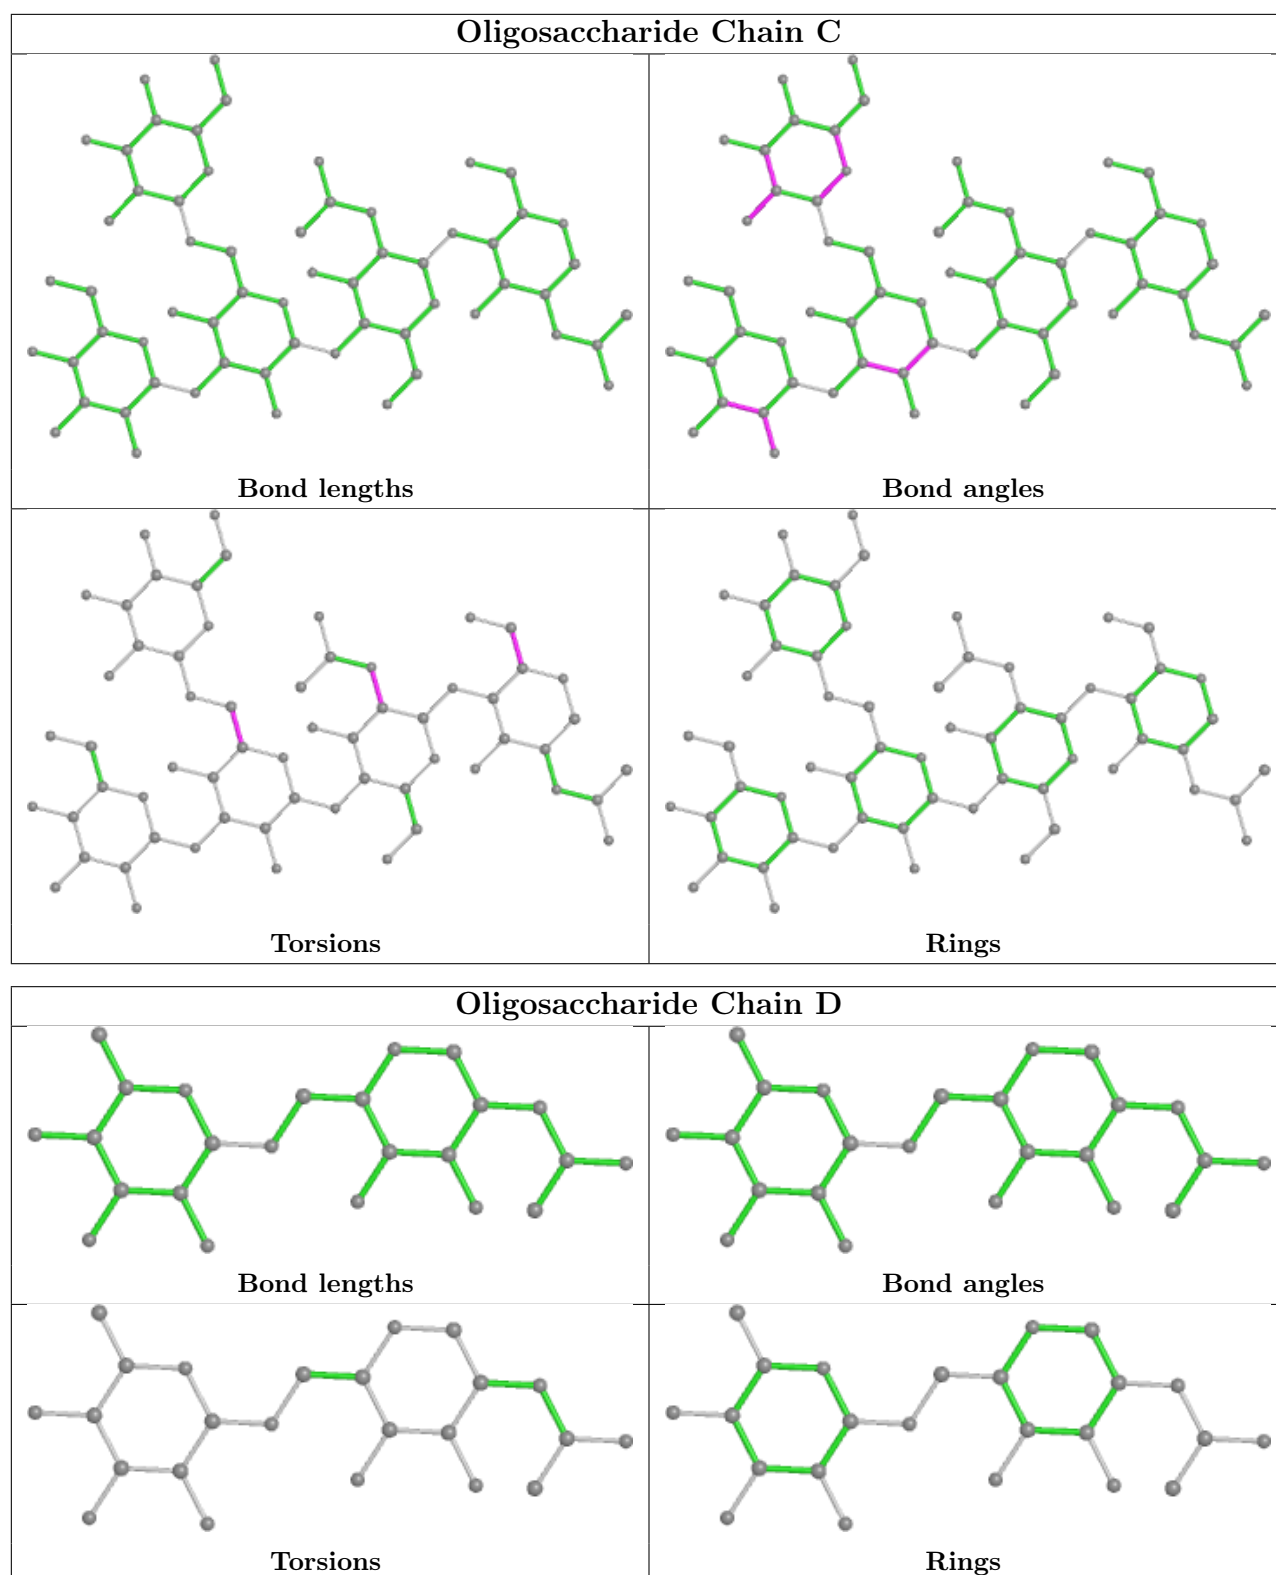 Oligosaccharide Chain C
Bond lengths
Bond angles
Torsions
Rings
Oligosaccharide Chain D
Bond lengths
Bond angles
Torsions
Rings